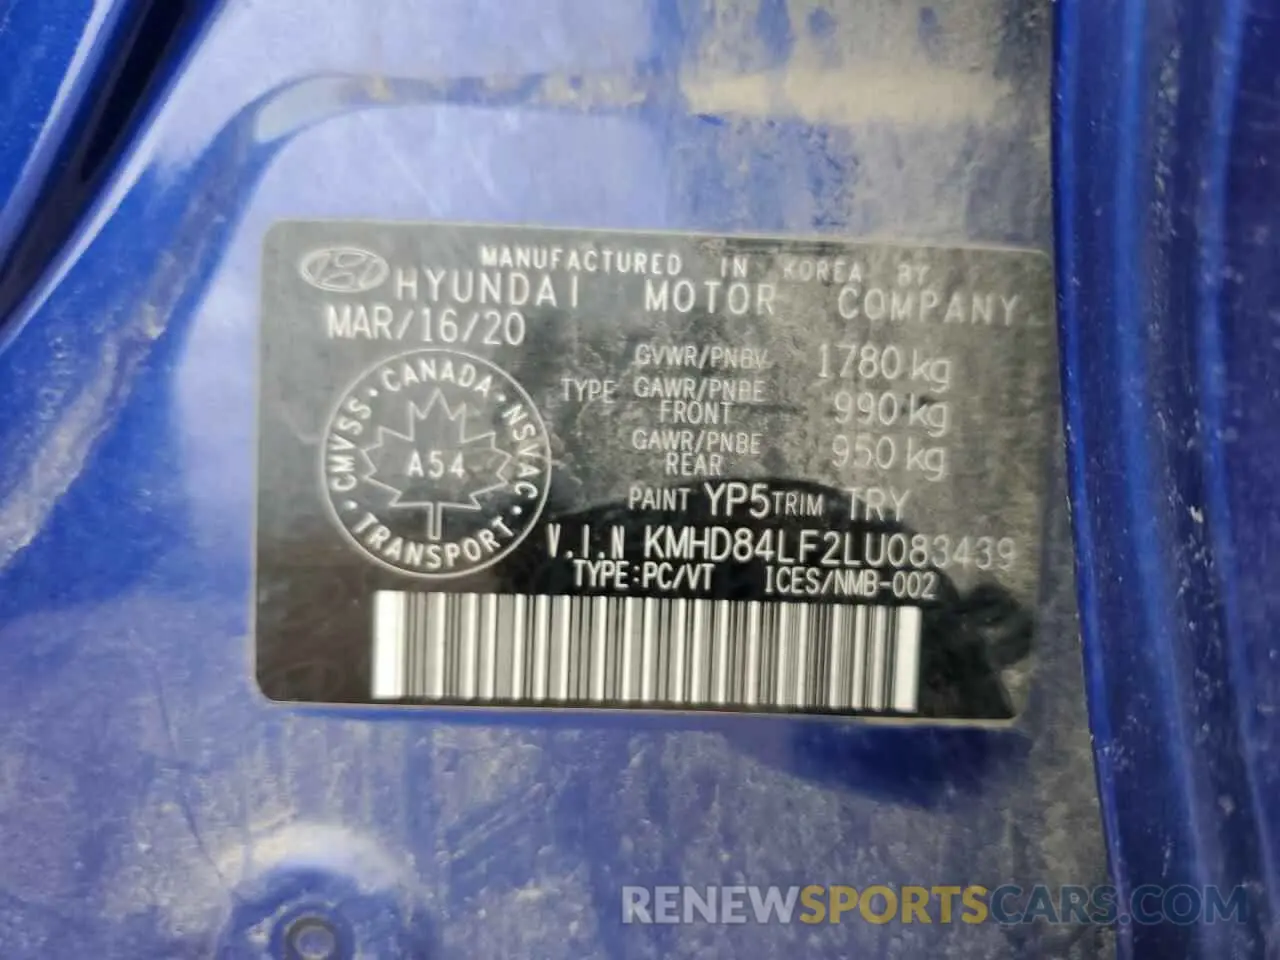 MANUFACTURED IN KOREA BY
HYUNDAI MOTOR COMPANY
MAR/16/20
GVWR/PNBV 1780 kg
TYPE GAWR/PNBE FRONT 990 kg
GAWR/PNBE REAR 950 kg
PAINT YP5 TRIM TRY
CANADA · NSVAC · TRANSPORT · CMVSS ·
A54
V.I.N KMHD84LF2LU083439
TYPE:PC/VT ICES/NMB-002
RENEWSPORTSCARS.COM